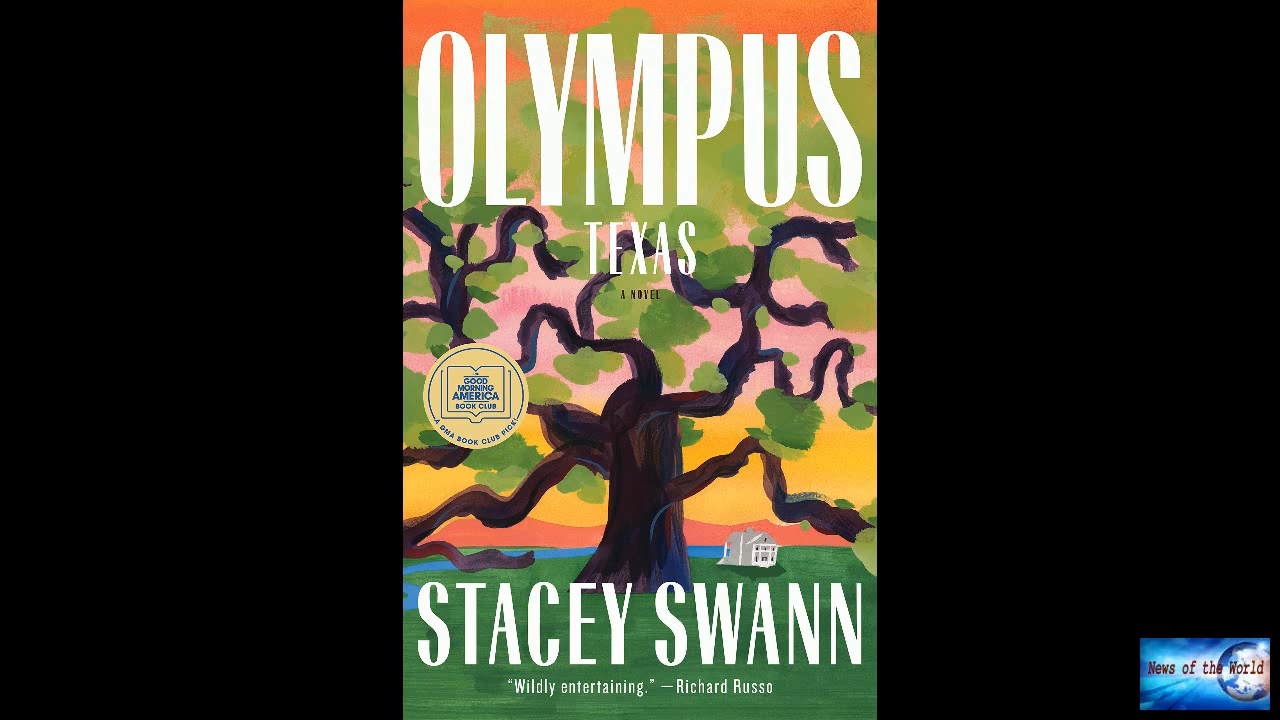 OLYMPUS
TEXAS
A NOVEL
GOOD
MORNING
AMERICA
BOOK CLUB
A GMA BOOK CLUB PICK!
STACEY SWANN
“Wildly entertaining.” —Richard Russo
News of the World